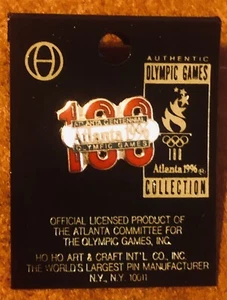 AUTHENTIC
OLYMPIC GAMES
100
Atlanta 1996
COLLECTION
100
ATLANTA CENTENNIAL
Atlanta 1996
OLYMPIC GAMES
OFFICIAL LICENSED PRODUCT OF
THE ATLANTA COMMITTEE FOR
THE OLYMPIC GAMES, INC.
HO HO ART & CRAFT INT'L CO., INC.
THE WORLD'S LARGEST PIN MANUFACTURER
N.Y., N.Y. 10011